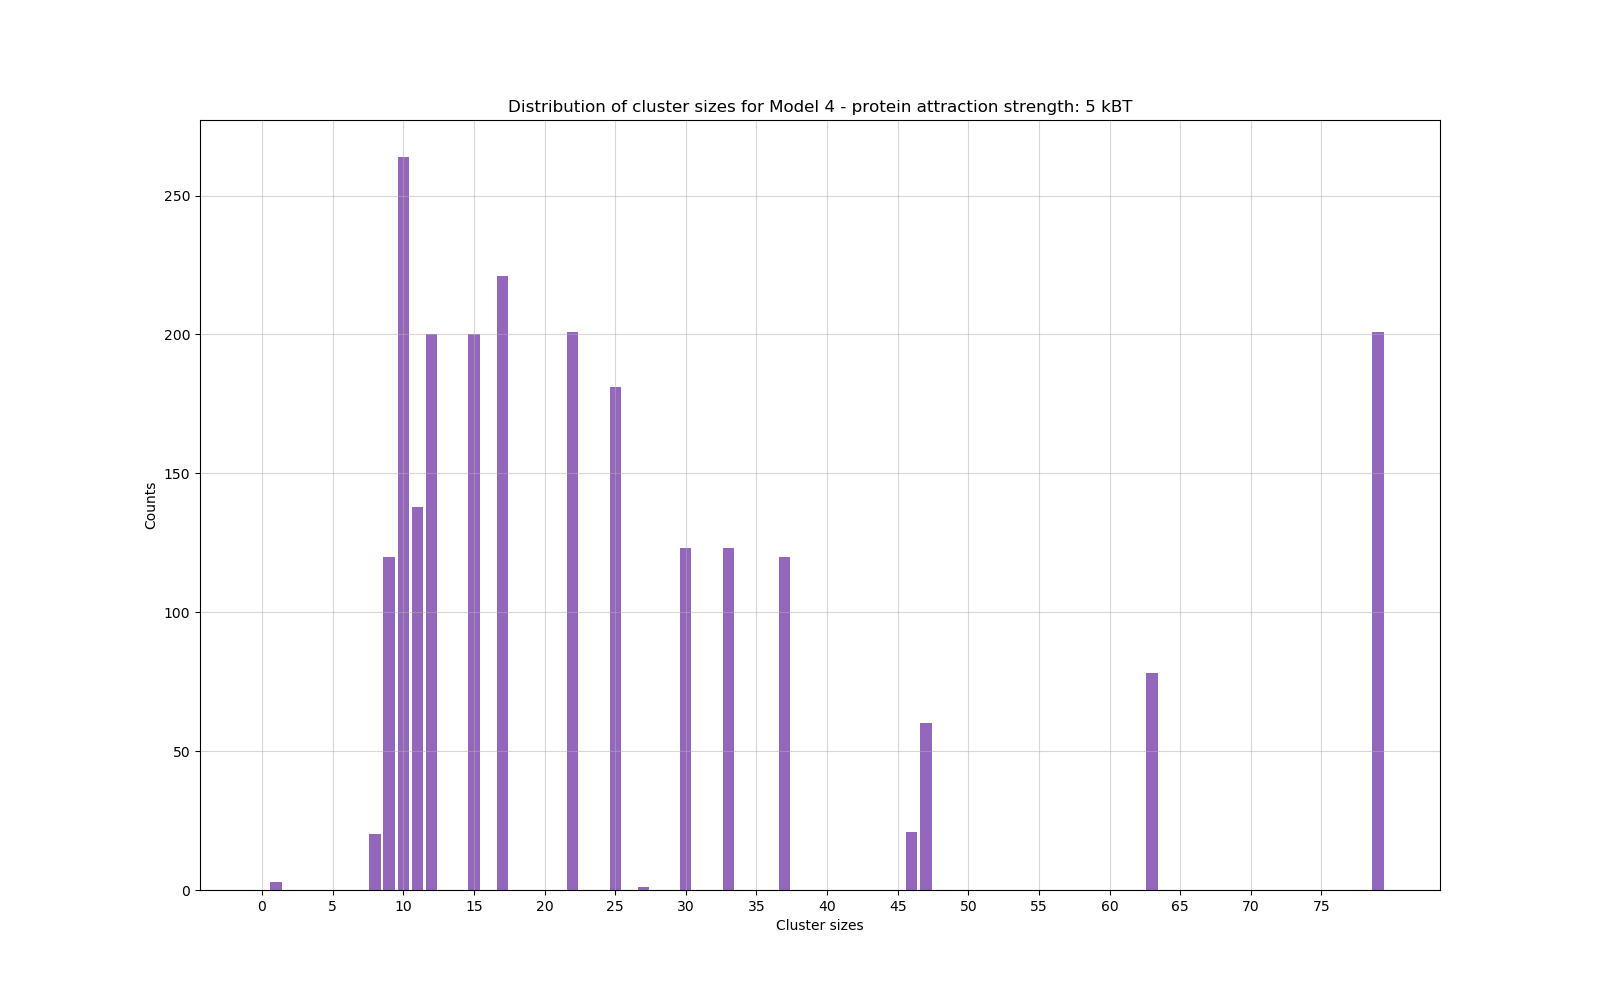 Distribution of cluster sizes for Model 4 - protein attraction strength: 5 kBT
250
200
150
100
50
0
Counts
0 5 10 15 20 25 30 35 40 45 50 55 60 65 70 75
Cluster sizes